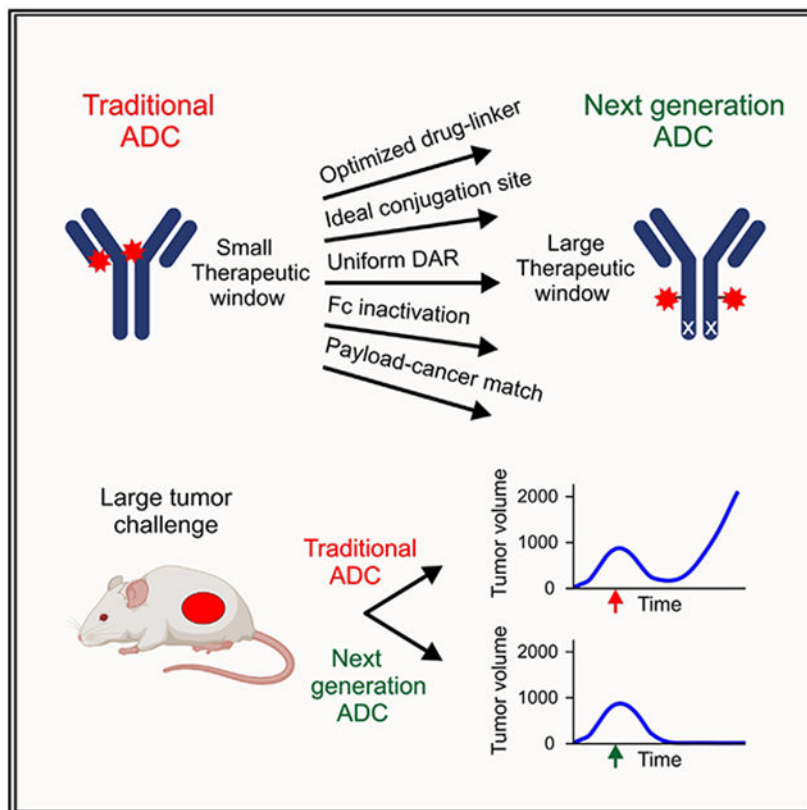 Traditional
ADC
Next generation
ADC
Optimized drug-linker
Ideal conjugation site
Uniform DAR
Fc inactivation
Payload-cancer match
Small
Therapeutic
window
Large
Therapeutic
window
X X
Large tumor
challenge
Traditional
ADC
Next
generation
ADC
Tumor volume
2000
1000
0
Time
Tumor volume
2000
1000
0
Time